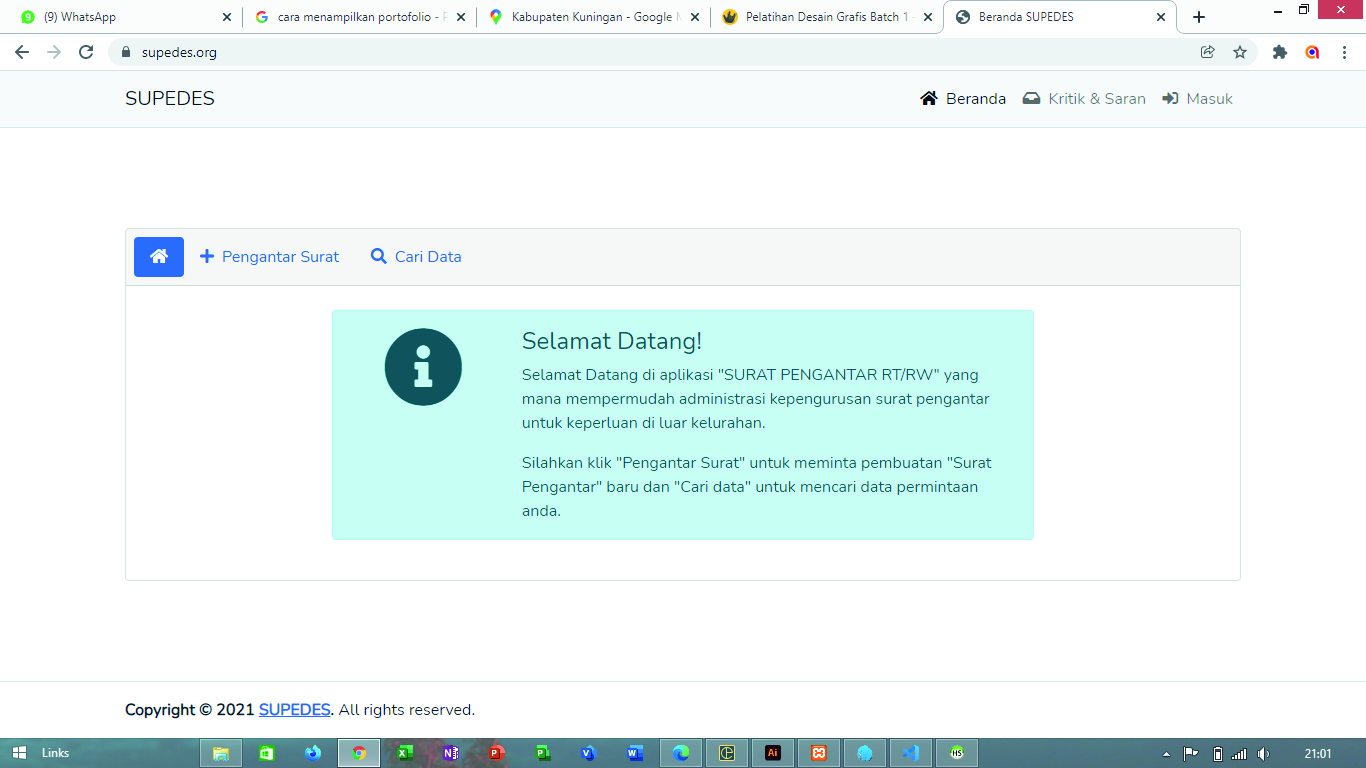 (9) WhatsApp
cara menampilkan portofolio - P
Kabupaten Kuningan - Google M
Pelatihan Desain Grafis Batch 1 -
Beranda SUPEDES
supedes.org
SUPEDES
Beranda
Kritik & Saran
Masuk
Pengantar Surat
Cari Data
Selamat Datang!
Selamat Datang di aplikasi "SURAT PENGANTAR RT/RW" yang
mana mempermudah administrasi kepengurusan surat pengantar
untuk keperluan di luar kelurahan.
Silahkan klik "Pengantar Surat" untuk meminta pembuatan "Surat
Pengantar" baru dan "Cari data" untuk mencari data permintaan
anda.
Copyright © 2021 SUPEDES. All rights reserved.
Links
21:01